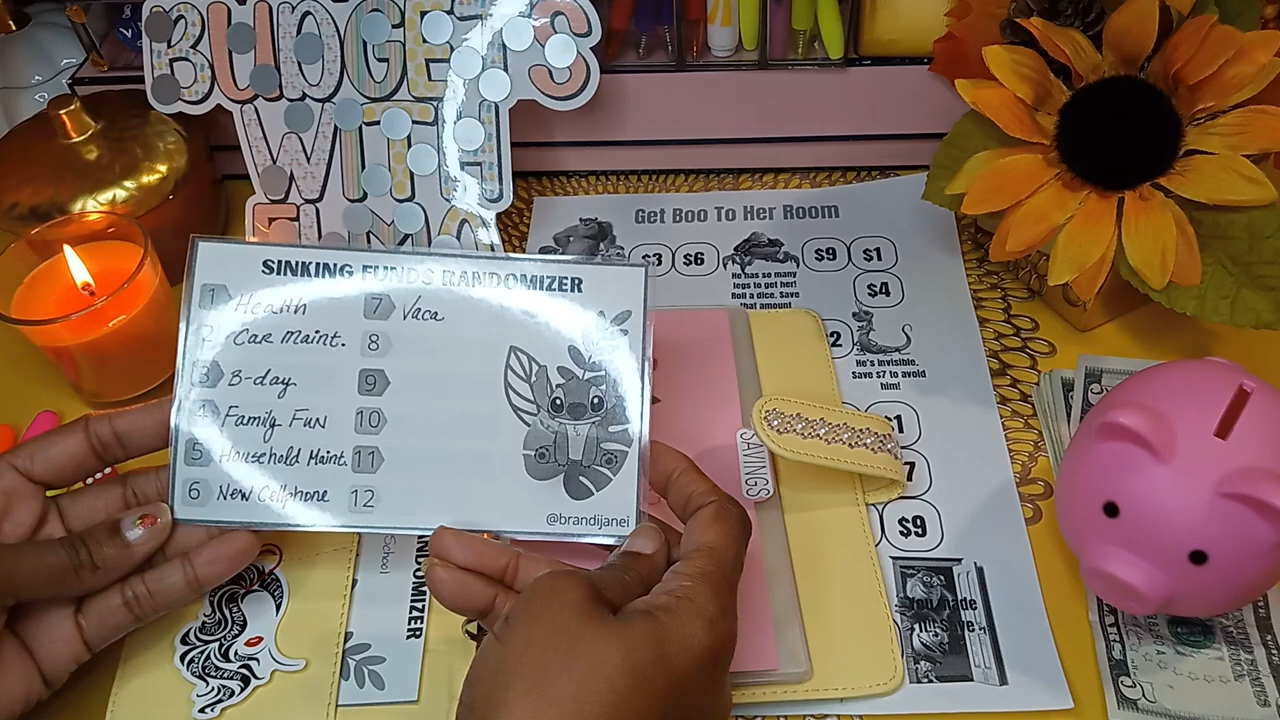 BUDGETS
WITH
Get Boo To Her Room
$3
$6
$9
$1
He has so many
legs to get her!
Roll a dice. Save
that amount
$4
He's invisible.
Save $7 to avoid
him!
$9
You made
SINKING FUNDS RANDOMIZER
1 Health
2 Car Maint.
3 B-day
4 Family Fun
5 Household Maint.
6 New Cellphone
7 Vaca
8
9
10
11
12
@brandijanei
SAVINGS
School